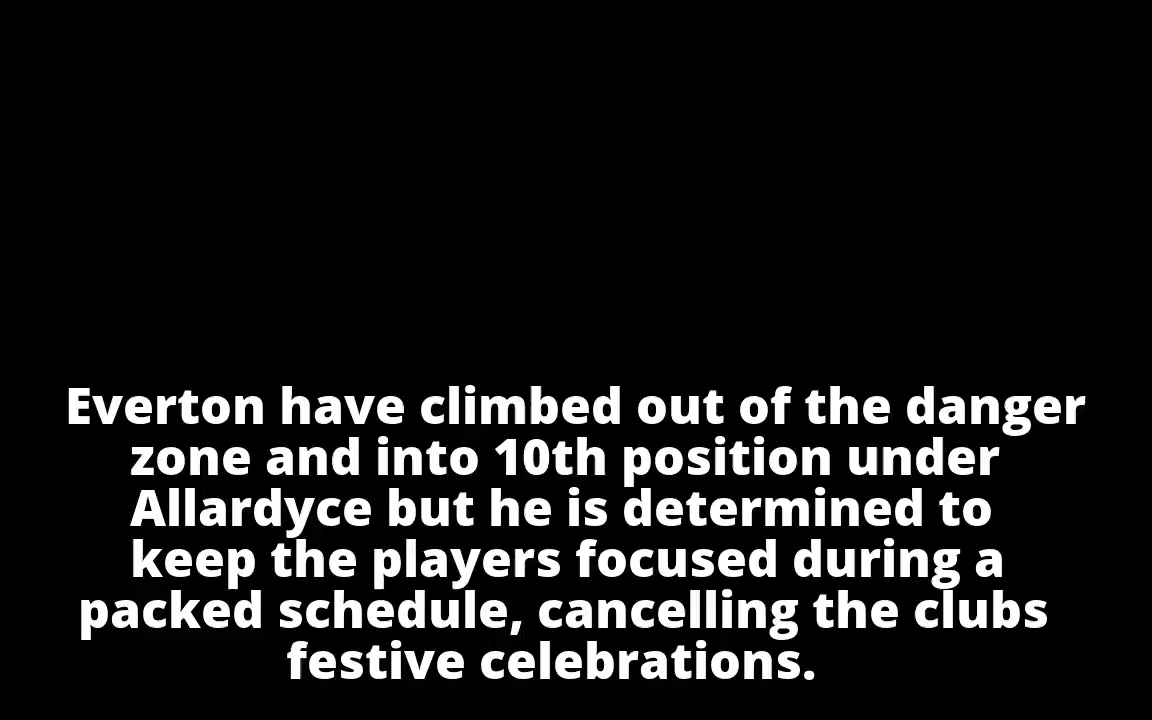 Everton have climbed out of the danger
zone and into 10th position under
Allardyce but he is determined to
keep the players focused during a
packed schedule, cancelling the clubs
festive celebrations.